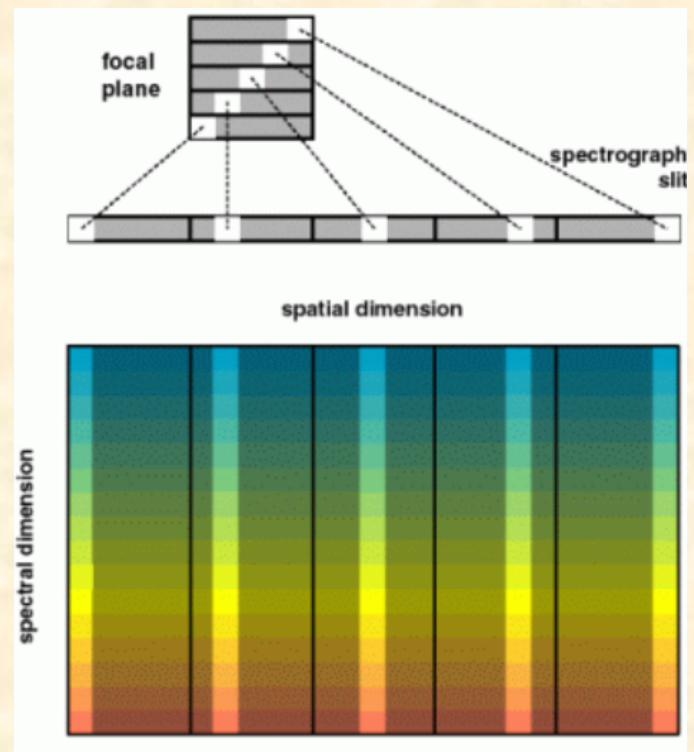 focal
plane
spectrograph
slit
spatial dimension
spectral dimension